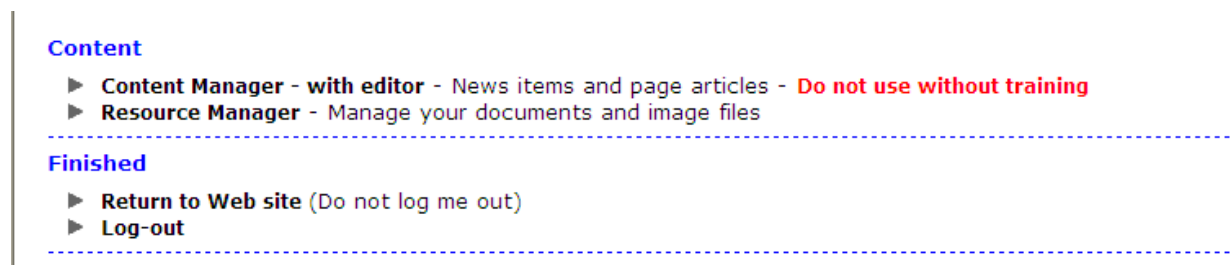 Content
Content Manager - with editor - News items and page articles - Do not use without training
Resource Manager - Manage your documents and image files
Finished
Return to Web site (Do not log me out)
Log-out